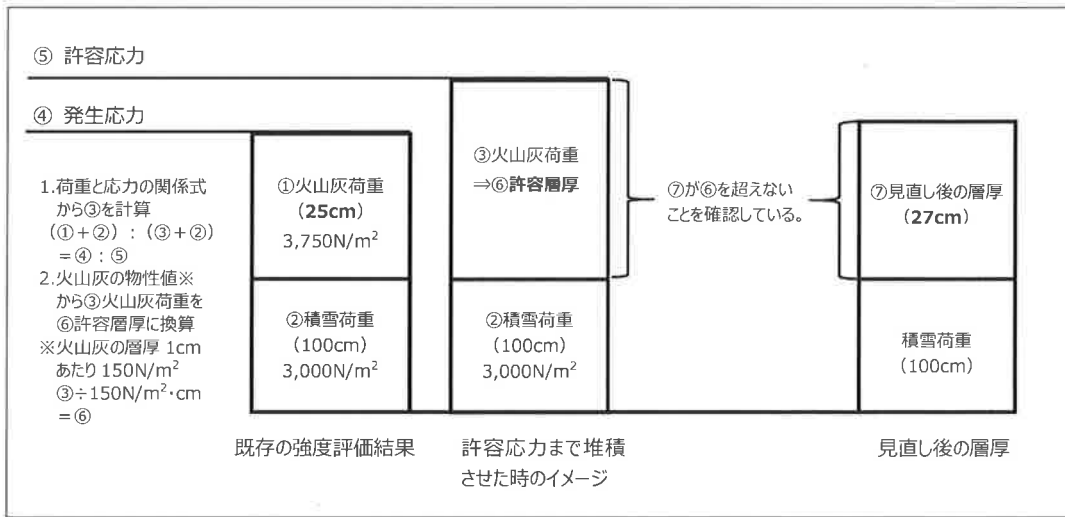 ⑤ 許容応力
④ 発生応力
1.荷重と応力の関係式
から③を計算
(①+②):(③+②)
=④:⑤
2.火山灰の物性値※
から③火山灰荷重を
⑥許容層厚に換算
※火山灰の層厚 1cm
あたり 150N/m²
③÷150N/m²・cm
=⑥
①火山灰荷重
(25cm)
3,750N/m²
②積雪荷重
(100cm)
3,000N/m²
既存の強度評価結果
③火山灰荷重
⇒⑥許容層厚
②積雪荷重
(100cm)
3,000N/m²
許容応力まで堆積
させた時のイメージ
⑦が⑥を超えない
ことを確認している。
⑦見直し後の層厚
(27cm)
積雪荷重
(100cm)
見直し後の層厚